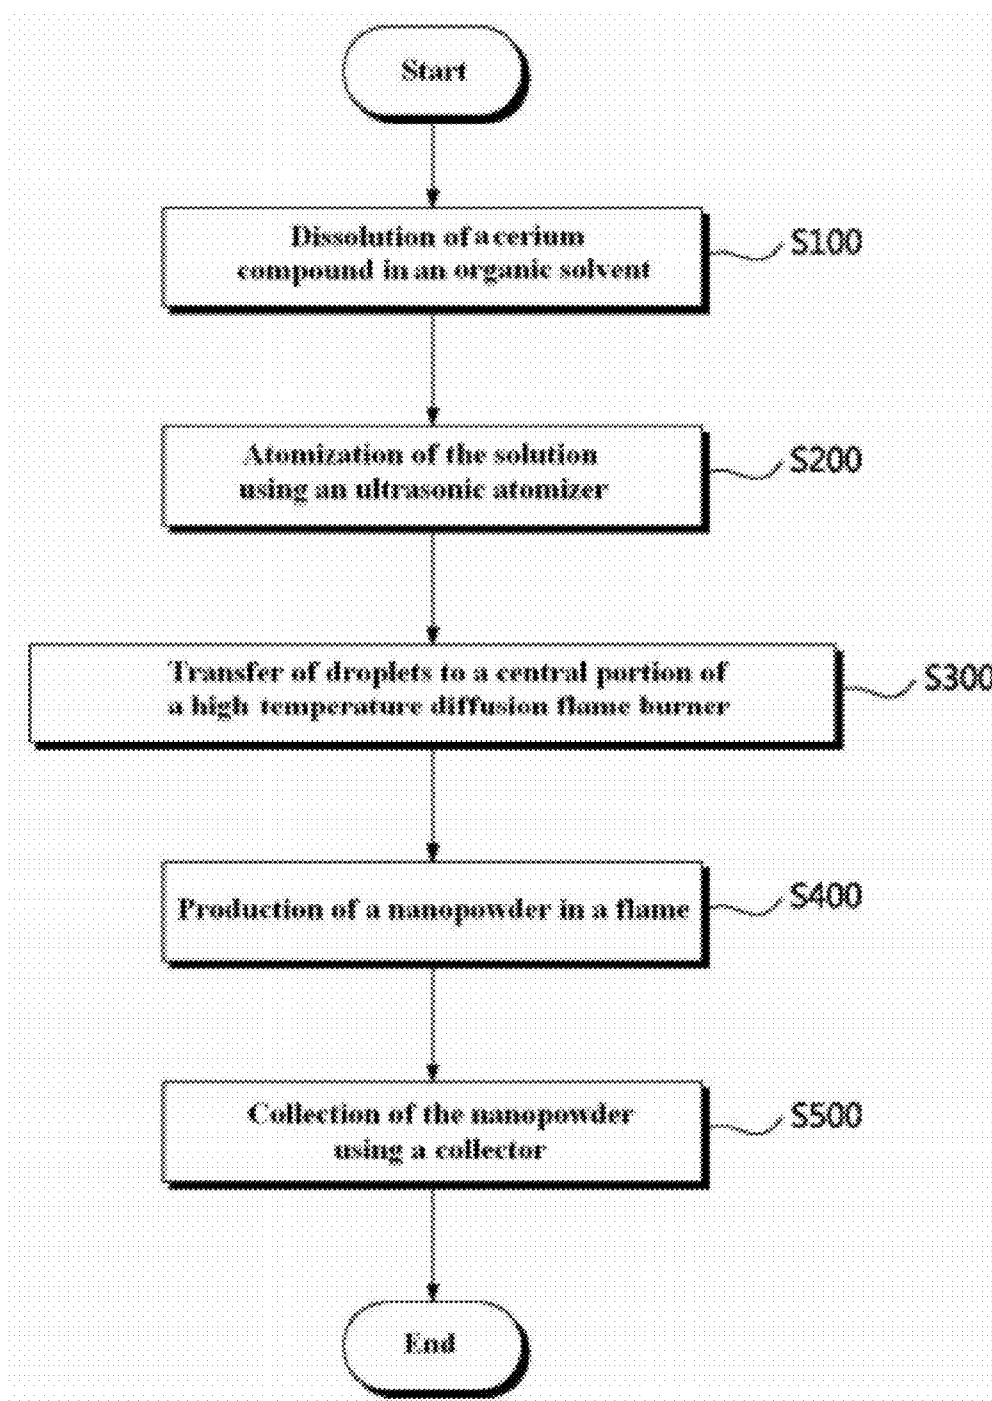 Start
Dissolution of a cerium
compound in an organic solvent
S100
Atomization of the solution
using an ultrasonic atomizer
S200
Transfer of droplets to a central portion of
a high temperature diffusion flame burner
S300
Production of a nanopowder in a flame
S400
Collection of the nanopowder
using a collector
S500
End